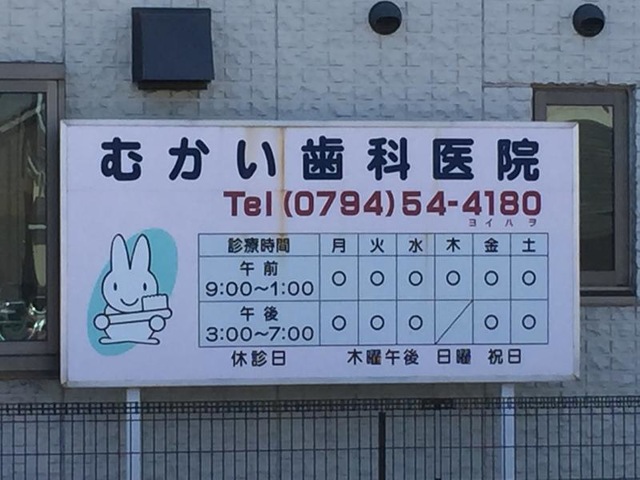 むかい歯科医院
Tel (0794) 54-4180
ヨイハヲ
診療時間 月 火 水 木 金 土
午前 9:00〜1:00 ○ ○ ○ ○ ○ ○
午後 3:00〜7:00 ○ ○ ○ ／ ○ ○
休診日 木曜午後 日曜 祝日